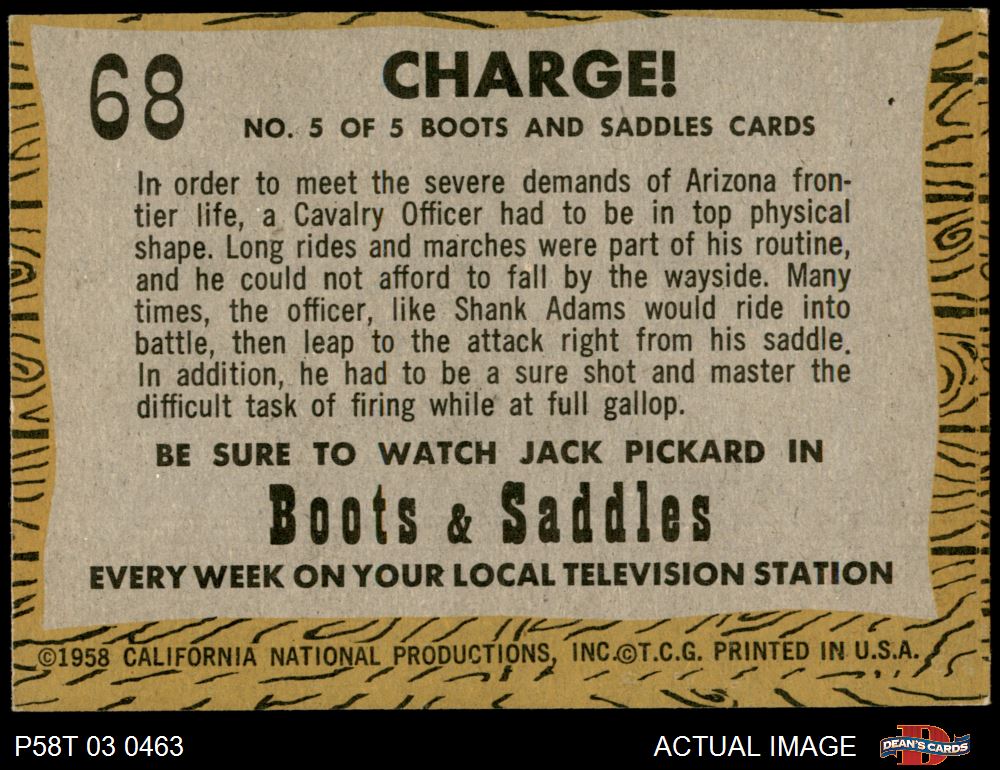 68
CHARGE!
NO. 5 OF 5 BOOTS AND SADDLES CARDS
In order to meet the severe demands of Arizona fron-
tier life, a Cavalry Officer had to be in top physical
shape. Long rides and marches were part of his routine,
and he could not afford to fall by the wayside. Many
times, the officer, like Shank Adams would ride into
battle, then leap to the attack right from his saddle.
In addition, he had to be a sure shot and master the
difficult task of firing while at full gallop.
BE SURE TO WATCH JACK PICKARD IN
Boots & Saddles
EVERY WEEK ON YOUR LOCAL TELEVISION STATION
©1958 CALIFORNIA NATIONAL PRODUCTIONS, INC.©T.C.G. PRINTED IN U.S.A.
P58T 03 0463
ACTUAL IMAGE
D
DEAN'S CARDS